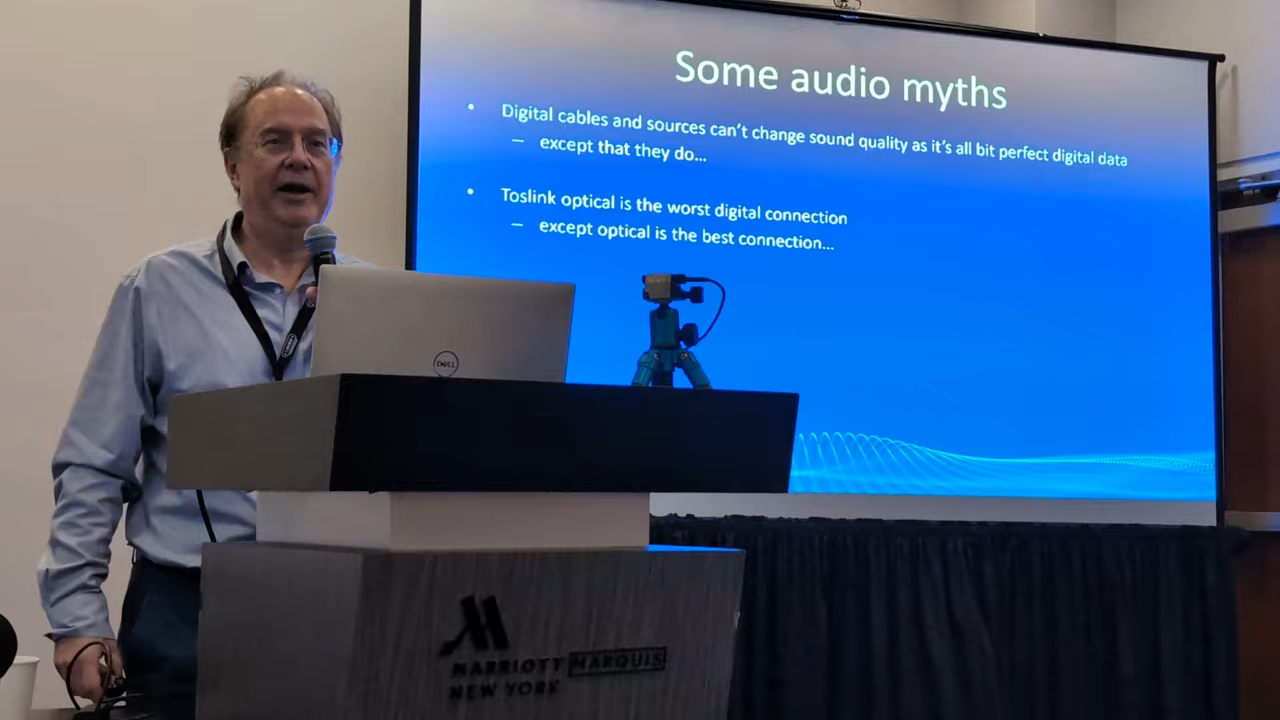 Some audio myths
• Digital cables and sources can't change sound quality as it's all bit perfect digital data
– except that they do...
• Toslink optical is the worst digital connection
– except optical is the best connection...
DELL
MARRIOTT MARQUIS
NEW YORK